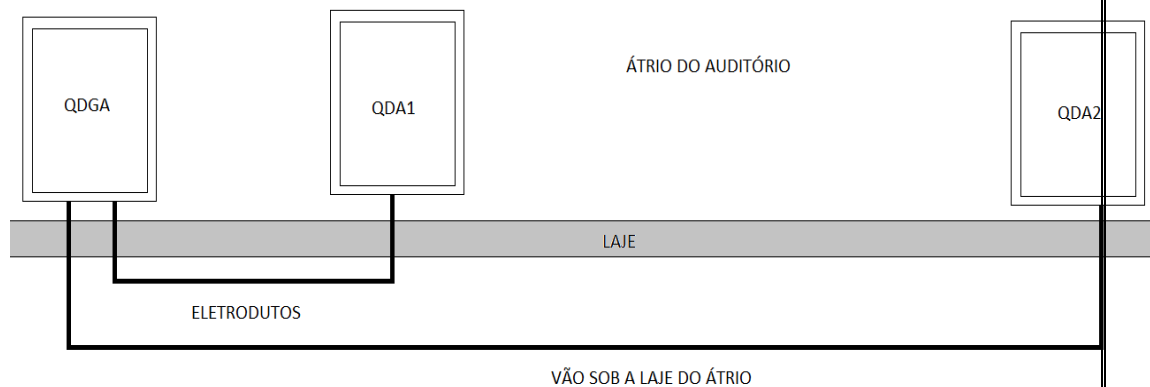 ÁTRIO DO AUDITÓRIO
QDGA
QDA1
QDA2
LAJE
ELETRODUTOS
VÃO SOB A LAJE DO ÁTRIO